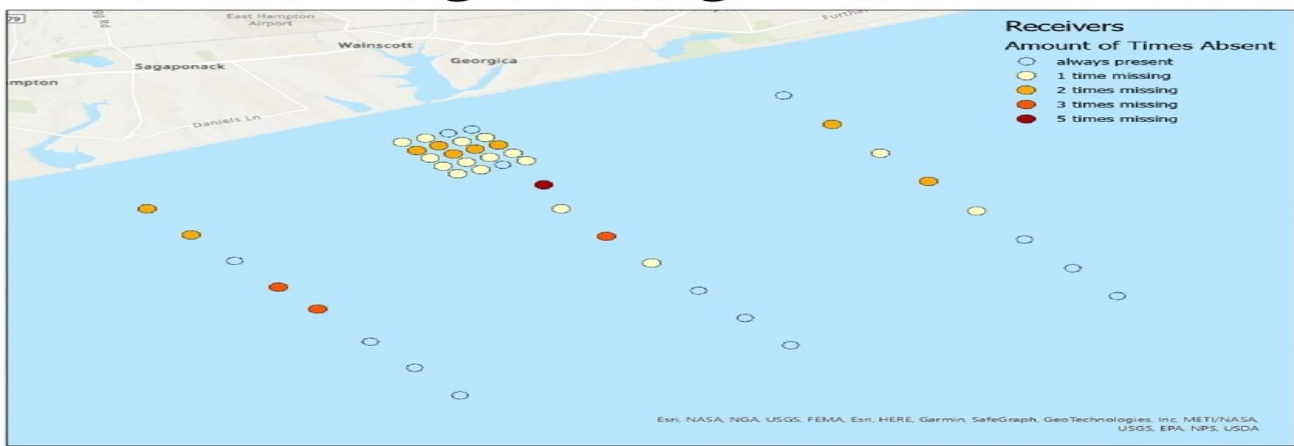 79
East Hampton
Airport
Wainscott
Sagaponack
Georgica
mpton
Daniels Ln
Further
Receivers
Amount of Times Absent
always present
1 time missing
2 times missing
3 times missing
5 times missing
Esri, NASA, NGA, USGS, FEMA, Esri, HERE, Garmin, SafeGraph, GeoTechnologies, Inc, METI/NASA,
USGS, EPA, NPS, USDA